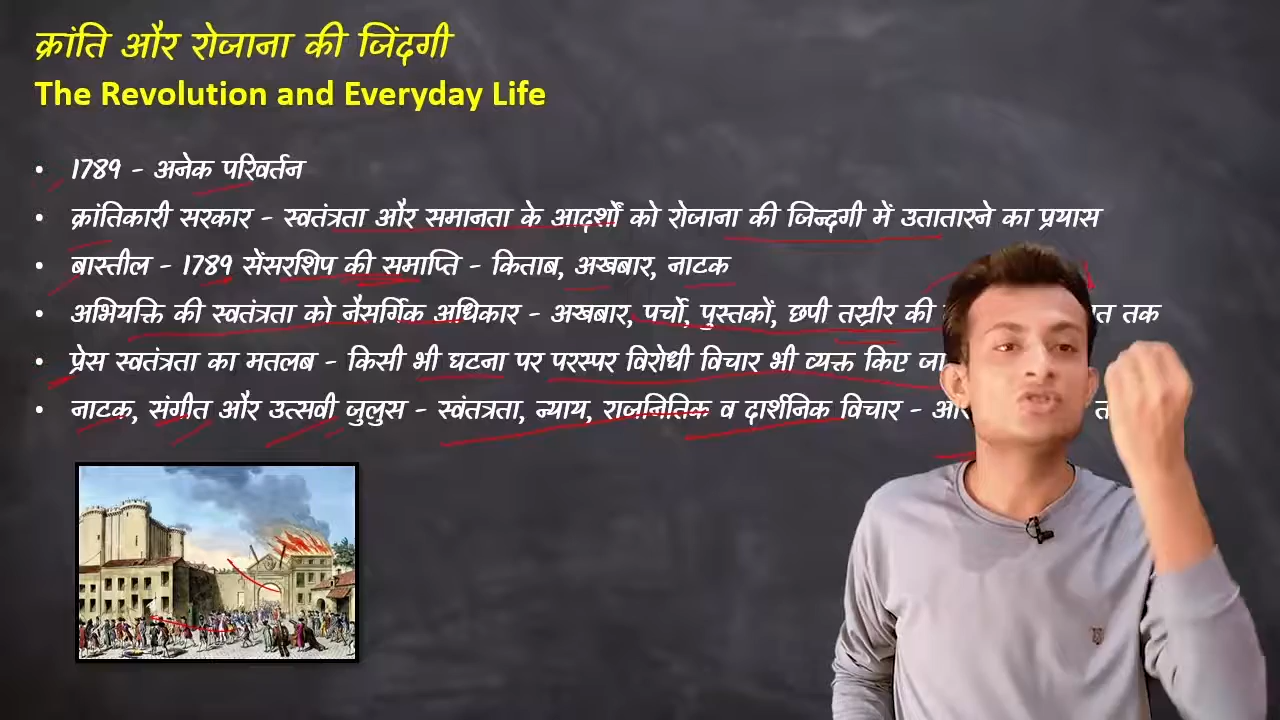 क्रांति और रोजाना की जिंदगी
The Revolution and Everyday Life
• 1789 - अनेक परिवर्तन
• क्रांतिकारी सरकार - स्वतंत्रता और समानता के आदर्शों को रोजाना की जिन्दगी में उतातारने का प्रयास
• बास्तील - 1789 सेंसरशिप की समाप्ति - किताब, अखबार, नाटक
• अभियक्ति की स्वतंत्रता को नैसर्गिक अधिकार - अखबार, पर्चो, पुस्तकों, छपी तस्रीर की तक
• प्रेस स्वतंत्रता का मतलब - किसी भी घटना पर परस्पर विरोधी विचार भी व्यक्त किए
• नाटक, संगीत और उत्सवी जुलुस - स्वंतत्रता, न्याय, राजनितिक व दार्शनिक विचार -